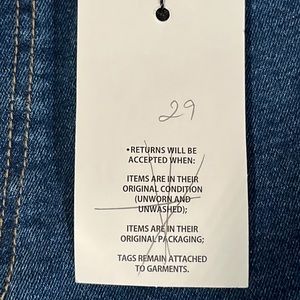 29
•RETURNS WILL BE
ACCEPTED WHEN:
ITEMS ARE IN THEIR
ORIGINAL CONDITION
(UNWORN AND
UNWASHED);
ITEMS ARE IN THEIR
ORIGINAL PACKAGING;
TAGS REMAIN ATTACHED
TO GARMENTS.